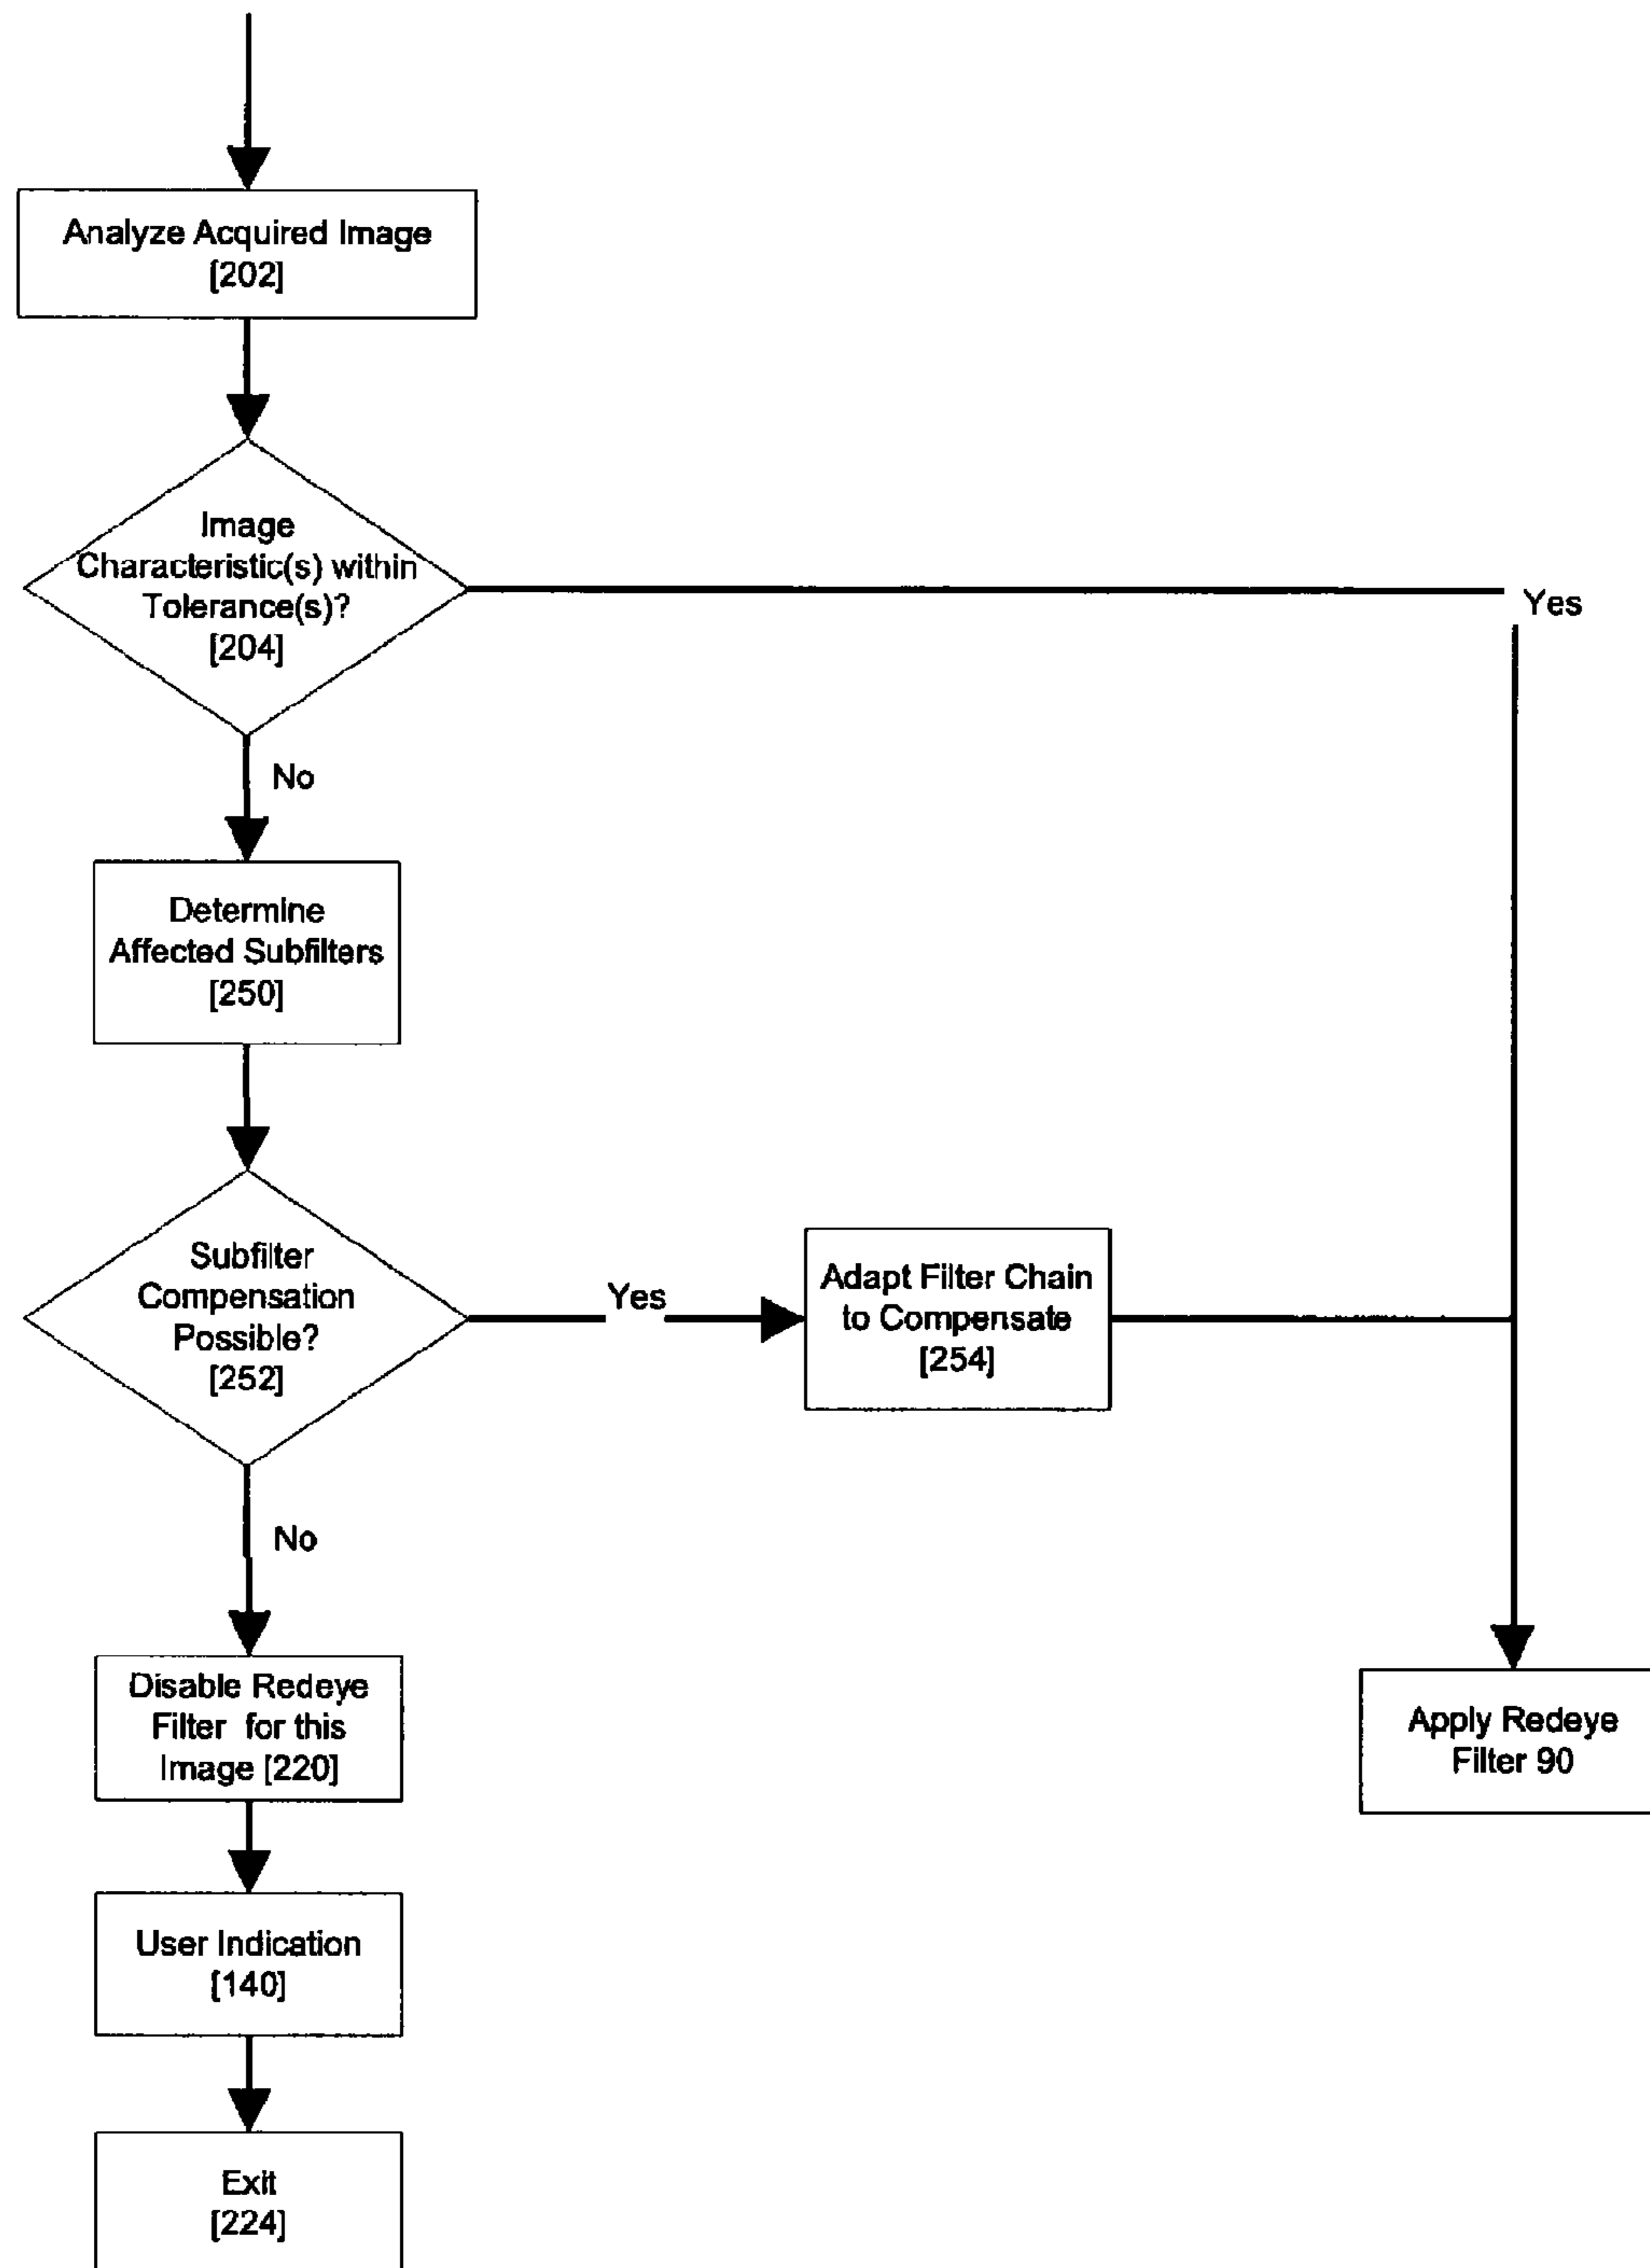 Analyze Acquired Image
[202]
Image
Characteristic(s) within
Tolerance(s)?
[204]
Yes
No
Determine
Affected Subfilters
[250]
Subfilter
Compensation
Possible?
[252]
Yes
Adapt Filter Chain
to Compensate
[254]
No
Disable Redeye
Filter for this
Image [220]
Apply Redeye
Filter 90
User Indication
[140]
Exit
[224]